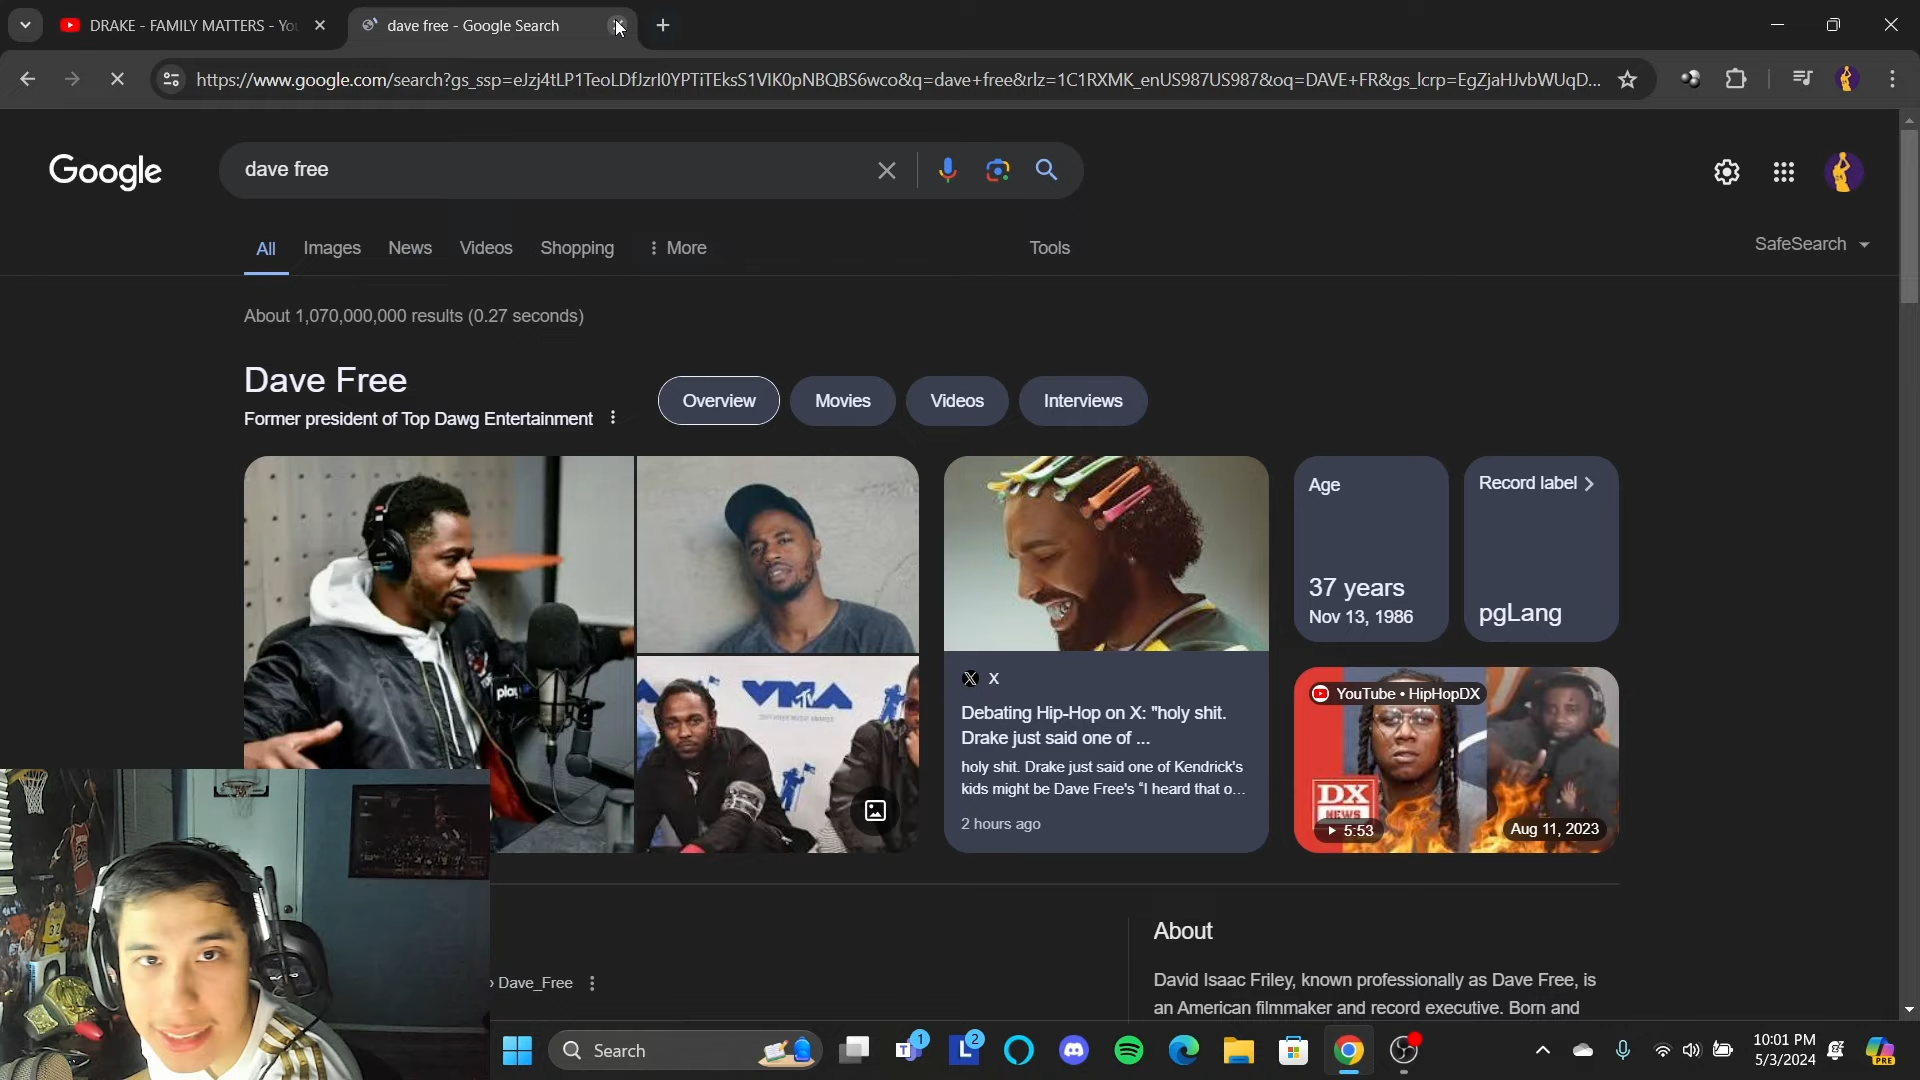 DRAKE - FAMILY MATTERS - Yo
dave free - Google Search
https://www.google.com/search?gs_ssp=eJzj4tLP1TeoLDfJzrI0YPTiTEksS1VIK0pNBQBS6wco&q=dave+free&rlz=1C1RXMK_enUS987US987&oq=DAVE+FR&gs_lcrp=EgZjaHJvbWUqD...
Google
dave free
All
Images
News
Videos
Shopping
More
Tools
SafeSearch
About 1,070,000,000 results (0.27 seconds)
Dave Free
Former president of Top Dawg Entertainment
Overview
Movies
Videos
Interviews
play
VMA
X
Debating Hip-Hop on X: "holy shit.
Drake just said one of ...
holy shit. Drake just said one of Kendrick's
kids might be Dave Free's "I heard that o...
2 hours ago
Age
37 years
Nov 13, 1986
Record label
pgLang
YouTube • HipHopDX
DX
NEWS
5:53
Aug 11, 2023
About
David Isaac Friley, known professionally as Dave Free, is
an American filmmaker and record executive. Born and
› Dave_Free
Search
1
2
10:01 PM
5/3/2024
PRE